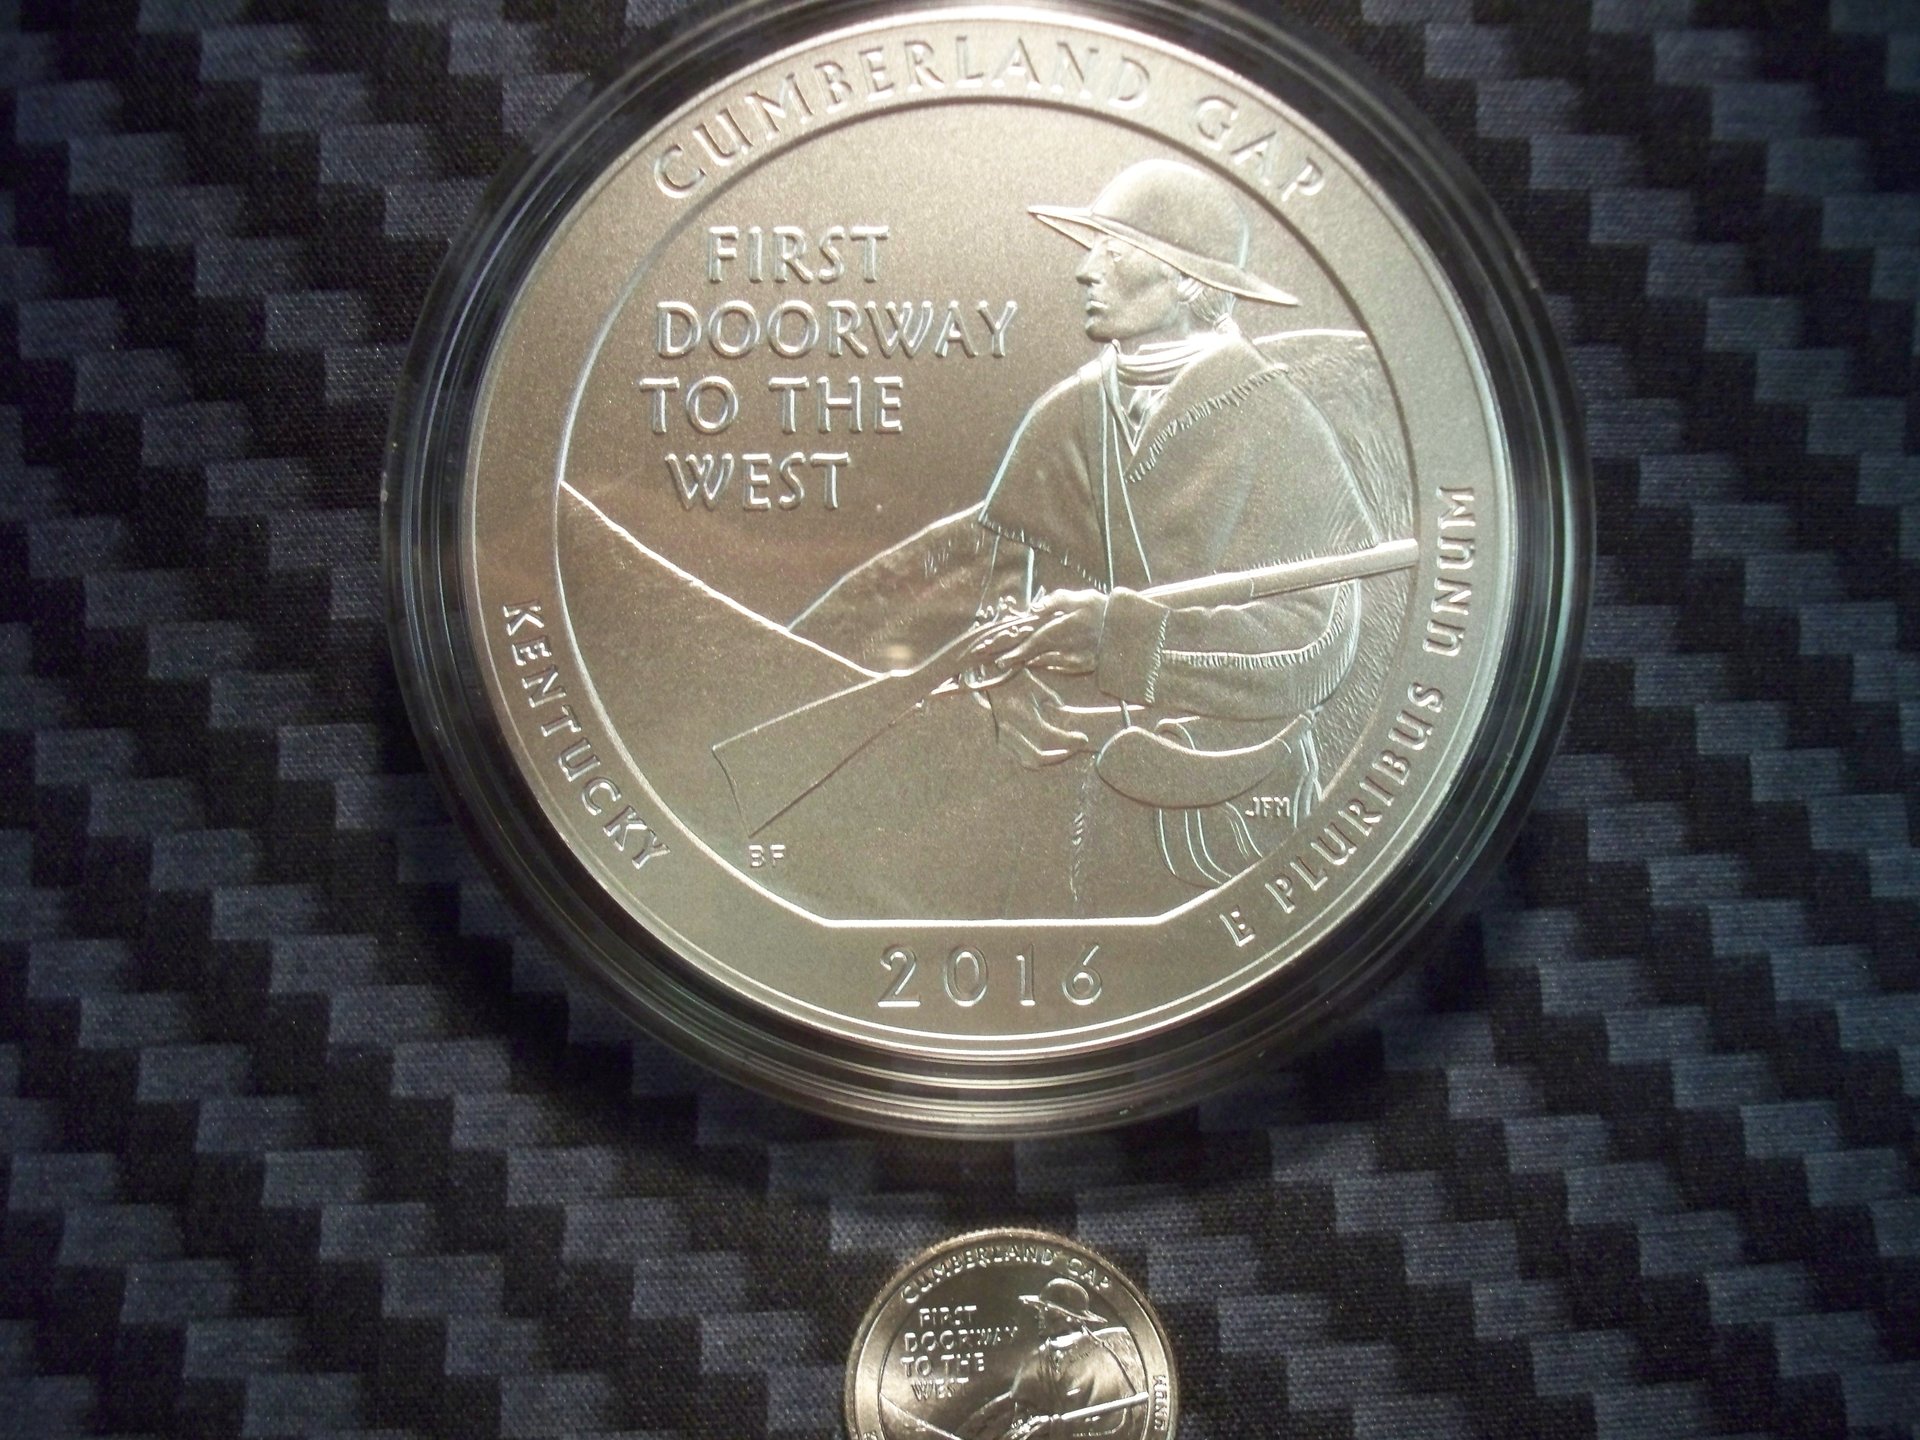 CUMBERLAND GAP
FIRST
DOORWAY
TO THE
WEST
KENTUCKY
E PLURIBUS UNUM
BF
JFM
2016
CUMBERLAND GAP
FIRST
DOORWAY
TO THE
WEST
UNUM